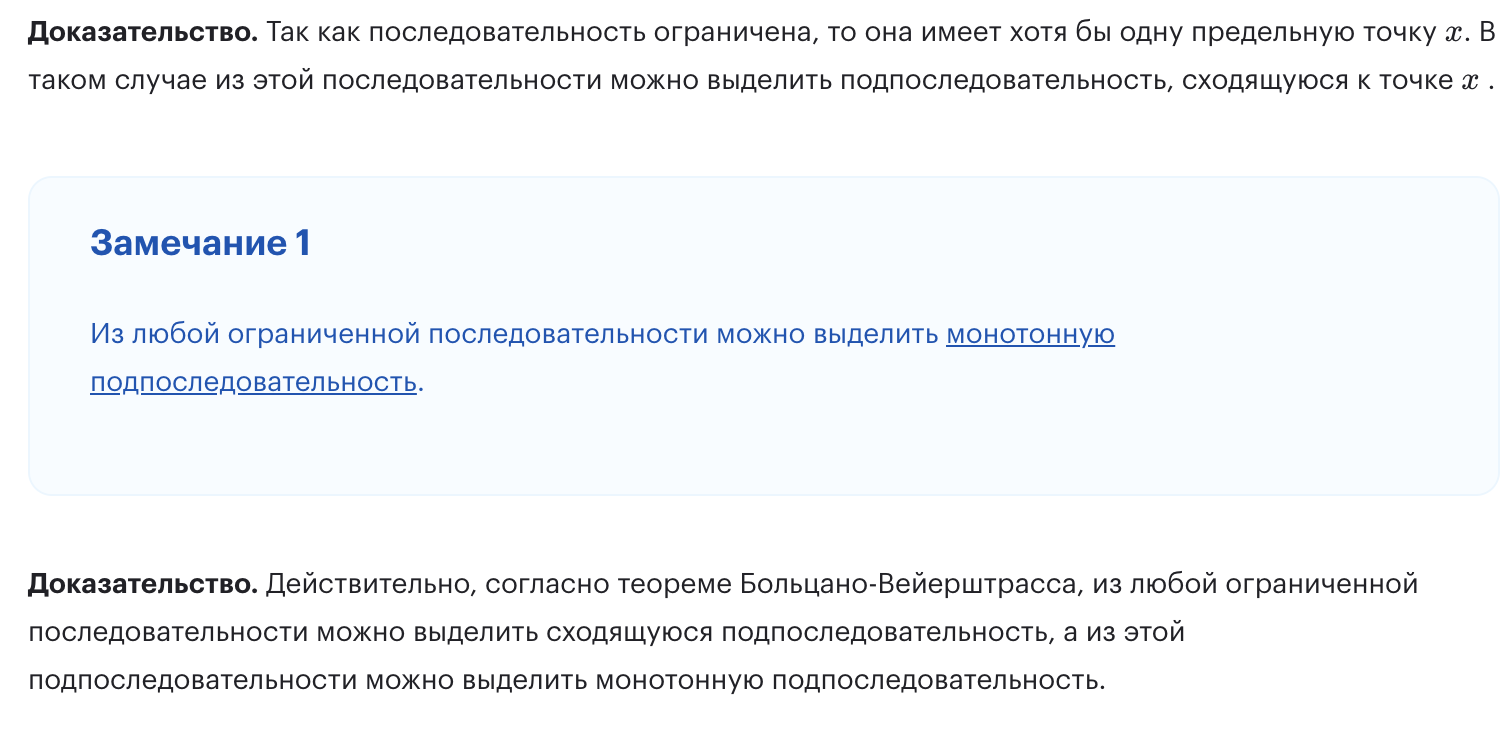 Доказательство. Так как последовательность ограничена, то она имеет хотя бы одну предельную точку x. В
таком случае из этой последовательности можно выделить подпоследовательность, сходящуюся к точке x .
Замечание 1
Из любой ограниченной последовательности можно выделить монотонную
подпоследовательность.
Доказательство. Действительно, согласно теореме Больцано-Вейерштрасса, из любой ограниченной
последовательности можно выделить сходящуюся подпоследовательность, а из этой
подпоследовательности можно выделить монотонную подпоследовательность.